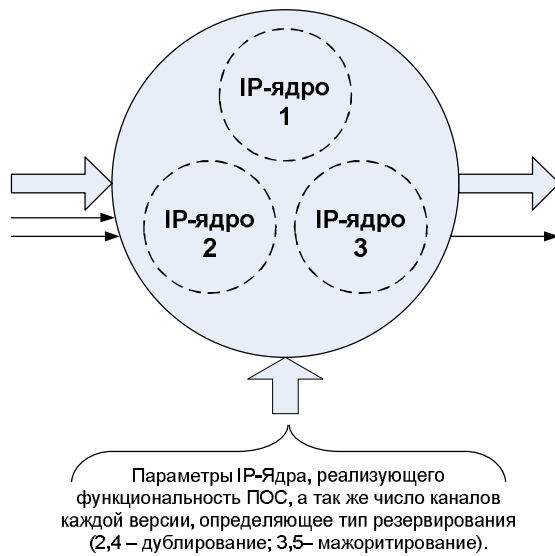 IP-ядро
1
IP-ядро
2
IP-ядро
3
Параметры IP-Ядра, реализующего
функциональность ПОС, а так же число каналов
каждой версии, определяющее тип резервирования
(2,4 – дублирование; 3,5– мажоритирование).